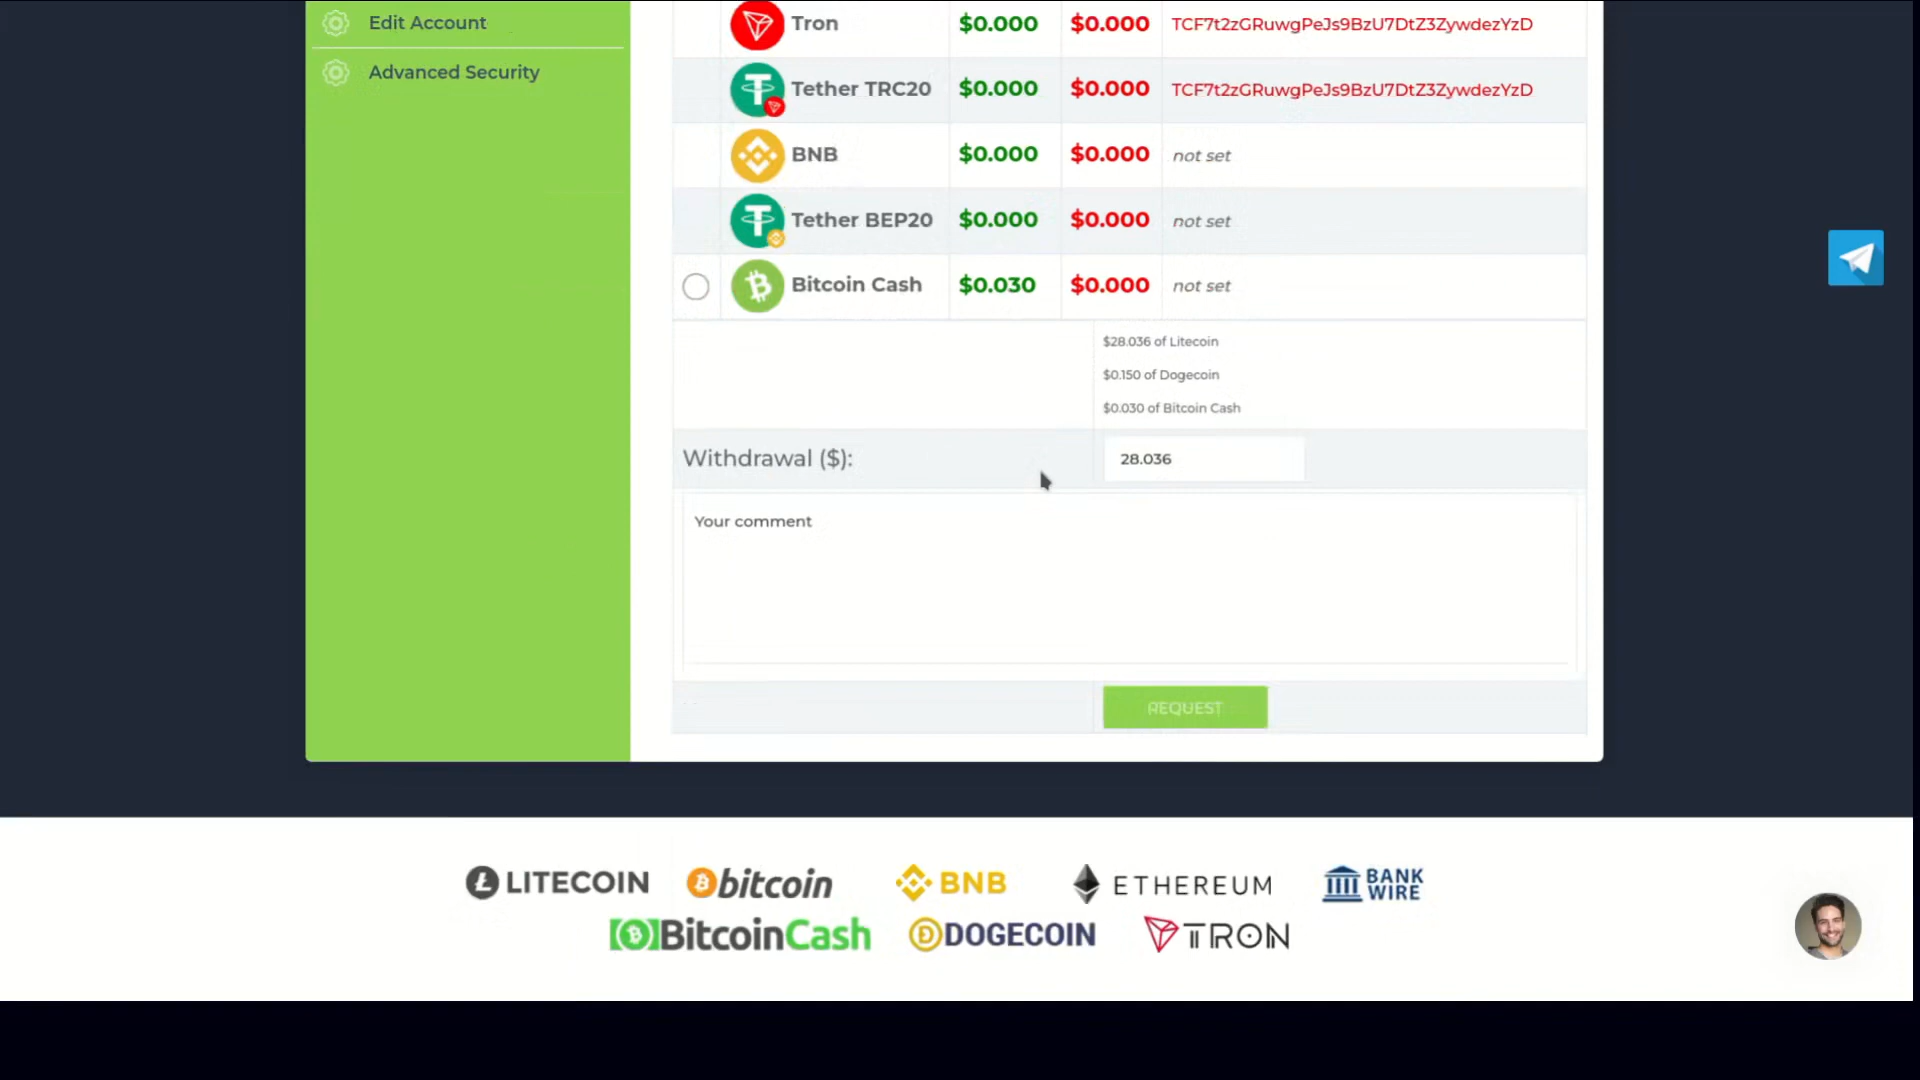 Edit Account
Advanced Security
Tron $0.000 $0.000 TCF7t2zGRuwgPeJs9BzU7DtZ3ZywdezYzD
Tether TRC20 $0.000 $0.000 TCF7t2zGRuwgPeJs9BzU7DtZ3ZywdezYzD
BNB $0.000 $0.000 not set
Tether BEP20 $0.000 $0.000 not set
Bitcoin Cash $0.030 $0.000 not set
$28.036 of Litecoin
$0.150 of Dogecoin
$0.030 of Bitcoin Cash
Withdrawal ($): 28.036
Your comment
REQUEST
LITECOIN bitcoin BNB ETHEREUM BANK WIRE
BitcoinCash DOGECOIN TRON